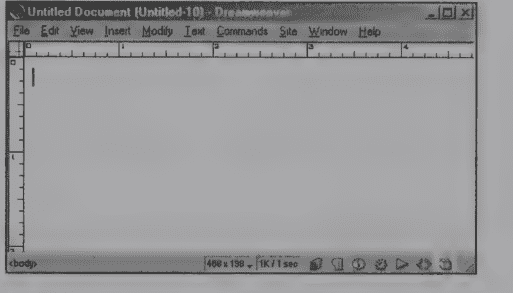 Untitled Document (Untitled-10) - Dreamweaver
File Edit View Insert Modify Text Commands Site Window Help
0 1 2 3 4
0
1
<body> 1K / 1 sec